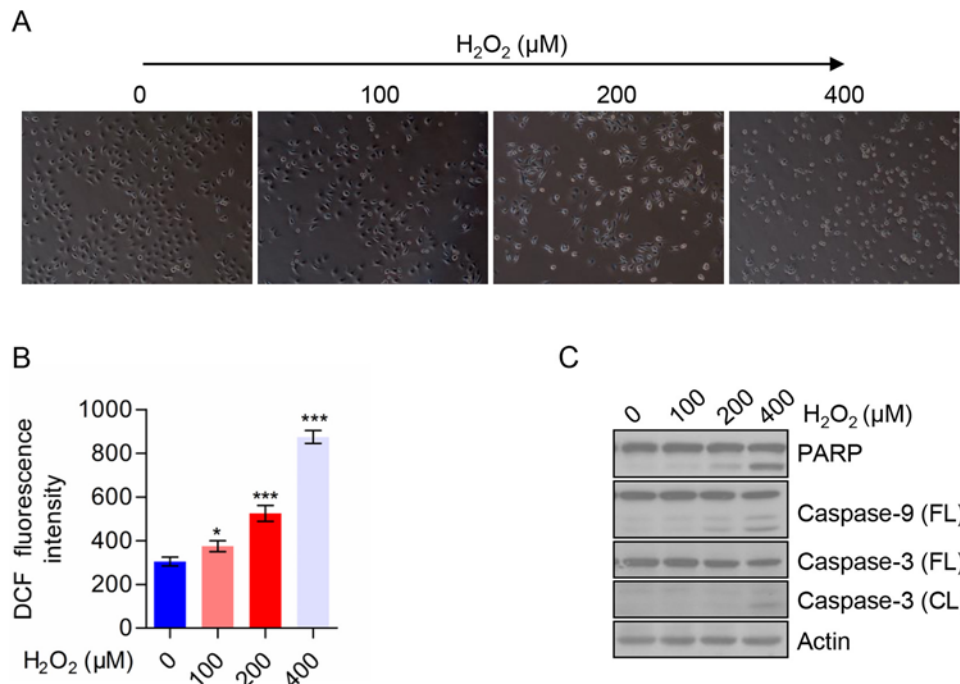 A
H₂O₂ (µM)
0 100 200 400
B
1000
800
600
400
200
0
DCF fluorescence
intensity
*
***
***
H₂O₂ (µM) 0 100 200 400
C
0 100 200 400 H₂O₂ (µM)
PARP
Caspase-9 (FL)
Caspase-3 (FL)
Caspase-3 (CL
Actin